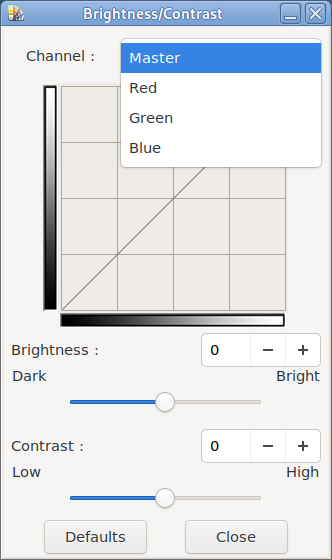 Brightness/Contrast
Channel :
Master
Red
Green
Blue
Brightness :
0
Dark
Bright
Contrast :
0
Low
High
Defaults
Close